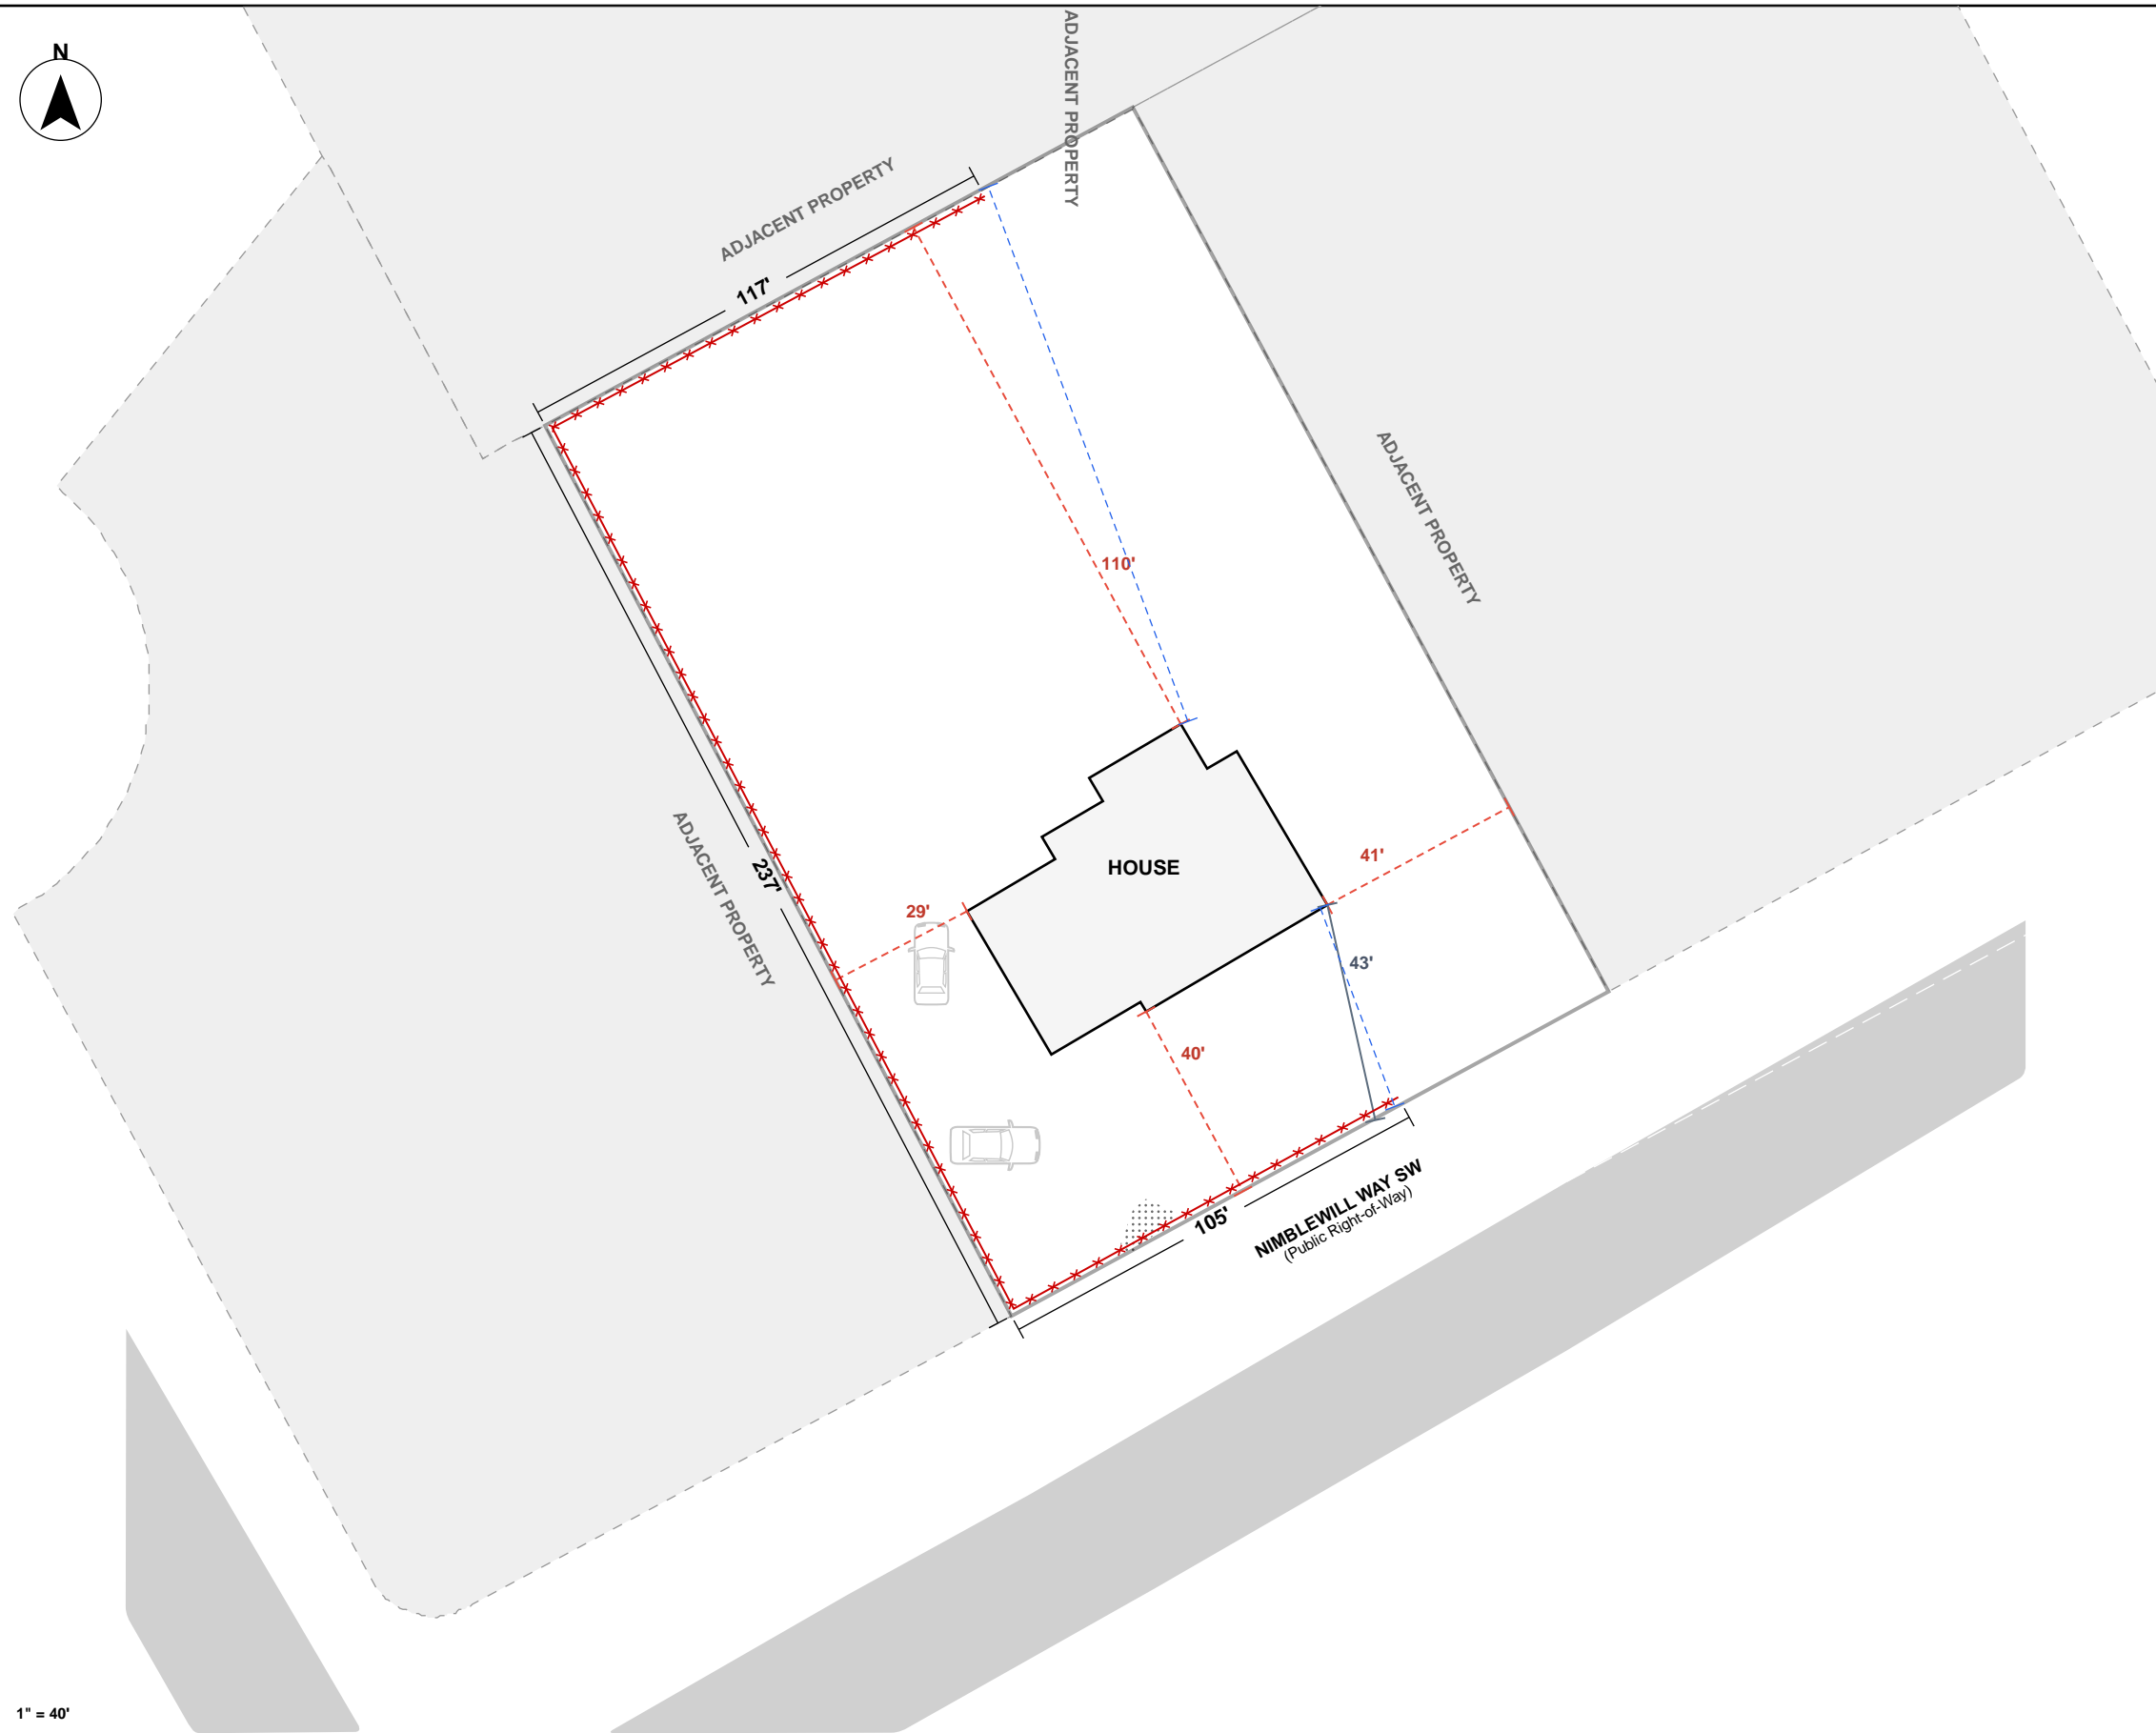 N
ADJACENT PROPERTY
ADJACENT PROPERTY
117'
110'
ADJACENT PROPERTY
ADJACENT PROPERTY
237'
HOUSE
41'
29'
43'
40'
105'
NIMBLEWILL WAY SW
(Public Right-of-Way)
1" = 40'